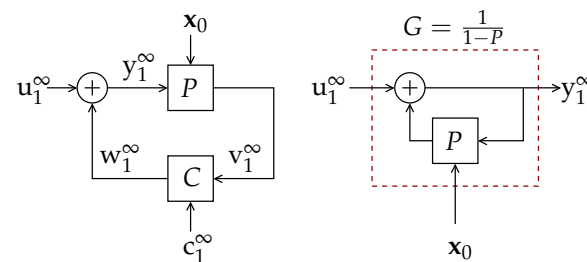 x₀
u₁^∞ + y₁^∞ P
w₁^∞ C v₁^∞
c₁^∞
G = 1/(1−P)
u₁^∞ + y₁^∞
P
x₀